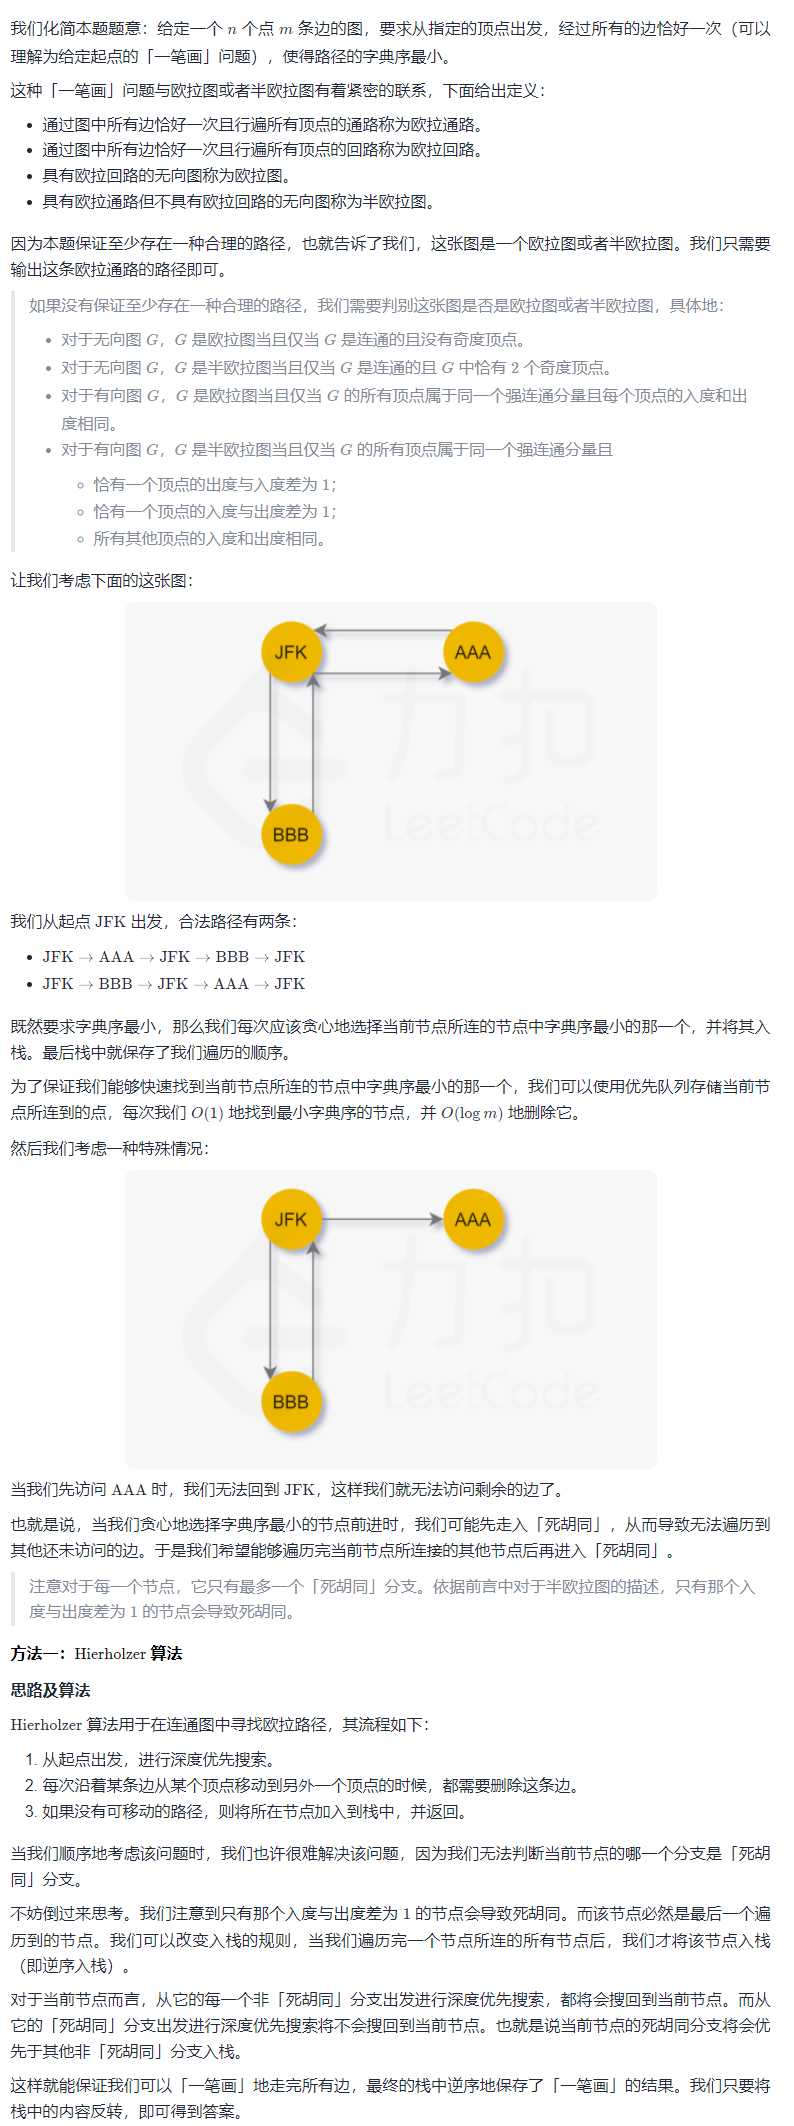 我们化简本题题意：给定一个 n 个点 m 条边的图，要求从指定的顶点出发，经过所有的边恰好一次（可以
理解为给定起点的「一笔画」问题），使得路径的字典序最小。
这种「一笔画」问题与欧拉图或者半欧拉图有着紧密的联系，下面给出定义：
• 通过图中所有边恰好一次且行遍所有顶点的通路称为欧拉通路。
• 通过图中所有边恰好一次且行遍所有顶点的回路称为欧拉回路。
• 具有欧拉回路的无向图称为欧拉图。
• 具有欧拉通路但不具有欧拉回路的无向图称为半欧拉图。
因为本题保证至少存在一种合理的路径，也就告诉了我们，这张图是一个欧拉图或者半欧拉图。我们只需要
输出这条欧拉通路的路径即可。
如果没有保证至少存在一种合理的路径，我们需要判别这张图是否是欧拉图或者半欧拉图，具体地：
• 对于无向图 G，G 是欧拉图当且仅当 G 是连通的且没有奇度顶点。
• 对于无向图 G，G 是半欧拉图当且仅当 G 是连通的且 G 中恰有 2 个奇度顶点。
• 对于有向图 G，G 是欧拉图当且仅当 G 的所有顶点属于同一个强连通分量且每个顶点的入度和出
度相同。
• 对于有向图 G，G 是半欧拉图当且仅当 G 的所有顶点属于同一个强连通分量且
◦ 恰有一个顶点的出度与入度差为 1；
◦ 恰有一个顶点的入度与出度差为 1；
◦ 所有其他顶点的入度和出度相同。
让我们考虑下面的这张图：
JFK AAA
力扣
BBB
LeetCode
我们从起点 JFK 出发，合法路径有两条：
• JFK → AAA → JFK → BBB → JFK
• JFK → BBB → JFK → AAA → JFK
既然要求字典序最小，那么我们每次应该贪心地选择当前节点所连的节点中字典序最小的那一个，并将其入
栈。最后栈中就保存了我们遍历的顺序。
为了保证我们能够快速找到当前节点所连的节点中字典序最小的那一个，我们可以使用优先队列存储当前节
点所连到的点，每次我们 O(1) 地找到最小字典序的节点，并 O(log m) 地删除它。
然后我们考虑一种特殊情况：
JFK AAA
力扣
BBB
LeetCode
当我们先访问 AAA 时，我们无法回到 JFK，这样我们就无法访问剩余的边了。
也就是说，当我们贪心地选择字典序最小的节点前进时，我们可能先走入「死胡同」，从而导致无法遍历到
其他还未访问的边。于是我们希望能够遍历完当前节点所连接的其他节点后再进入「死胡同」。
注意对于每一个节点，它只有最多一个「死胡同」分支。依据前言中对于半欧拉图的描述，只有那个入
度与出度差为 1 的节点会导致死胡同。
方法一：Hierholzer 算法
思路及算法
Hierholzer 算法用于在连通图中寻找欧拉路径，其流程如下：
1. 从起点出发，进行深度优先搜索。
2. 每次沿着某条边从某个顶点移动到另外一个顶点的时候，都需要删除这条边。
3. 如果没有可移动的路径，则将所在节点加入到栈中，并返回。
当我们顺序地考虑该问题时，我们也许很难解决该问题，因为我们无法判断当前节点的哪一个分支是「死胡
同」分支。
不妨倒过来思考。我们注意到只有那个入度与出度差为 1 的节点会导致死胡同。而该节点必然是最后一个遍
历到的节点。我们可以改变入栈的规则，当我们遍历完一个节点所连的所有节点后，我们才将该节点入栈
（即逆序入栈）。
对于当前节点而言，从它的每一个非「死胡同」分支出发进行深度优先搜索，都将会搜回到当前节点。而从
它的「死胡同」分支出发进行深度优先搜索将不会搜回到当前节点。也就是说当前节点的死胡同分支将会优
先于其他非「死胡同」分支入栈。
这样就能保证我们可以「一笔画」地走完所有边，最终的栈中逆序地保存了「一笔画」的结果。我们只要将
栈中的内容反转，即可得到答案。